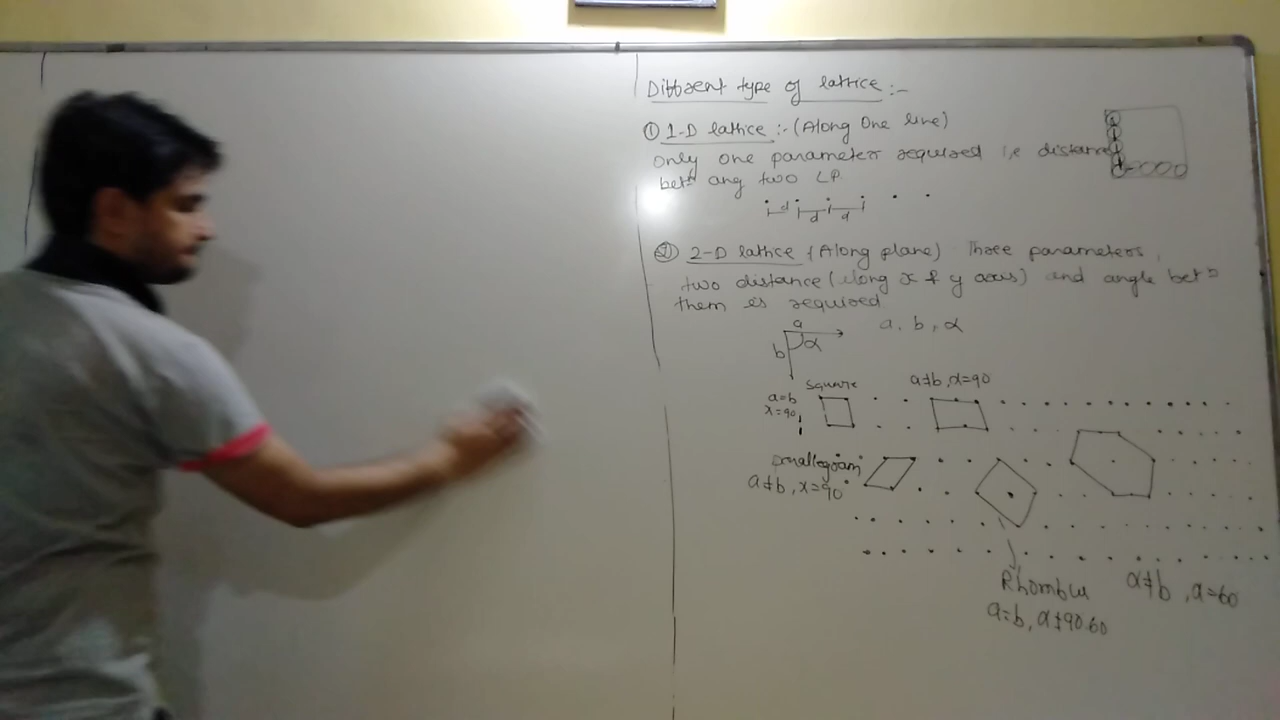 Different type of lattice :-
① 1-D lattice :- (Along One line)
only one parameter required i,e distance
betn any two LP.
d d d
② 2-D lattice (Along plane) Three parameters,
two distance (along x & y axis) and angle betn
them is required
a
b α
a, b, α
Square
a=b
α=90
a≠b, α=90
Parallelogram
a≠b, α=90
Rhombus
a=b, α≠90.60
a≠b, α=60